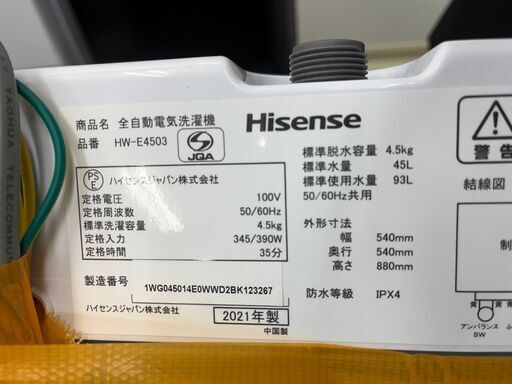 YAOHUA TELECOMMUN
商品名 全自動電気洗濯機
品番 HW-E4503
JQA
Hisense
PS
E
ハイセンスジャパン株式会社
定格電圧 100V
定格周波数 50/60Hz
標準洗濯容量 4.5kg
定格入力 345/390W
定格時間 35分
製造番号 1WG045014E0WWD2BK123267
ハイセンスジャパン株式会社
2021年製
中国製
標準脱水容量 4.5kg
標準水量 45L
標準使用水量 93L
50/60Hz共用
外形寸法
幅 540mm
奥行 540mm
高さ 880mm
防水等級 IPX4
警告
結線図
制
黄 黄
アンバランス
SW